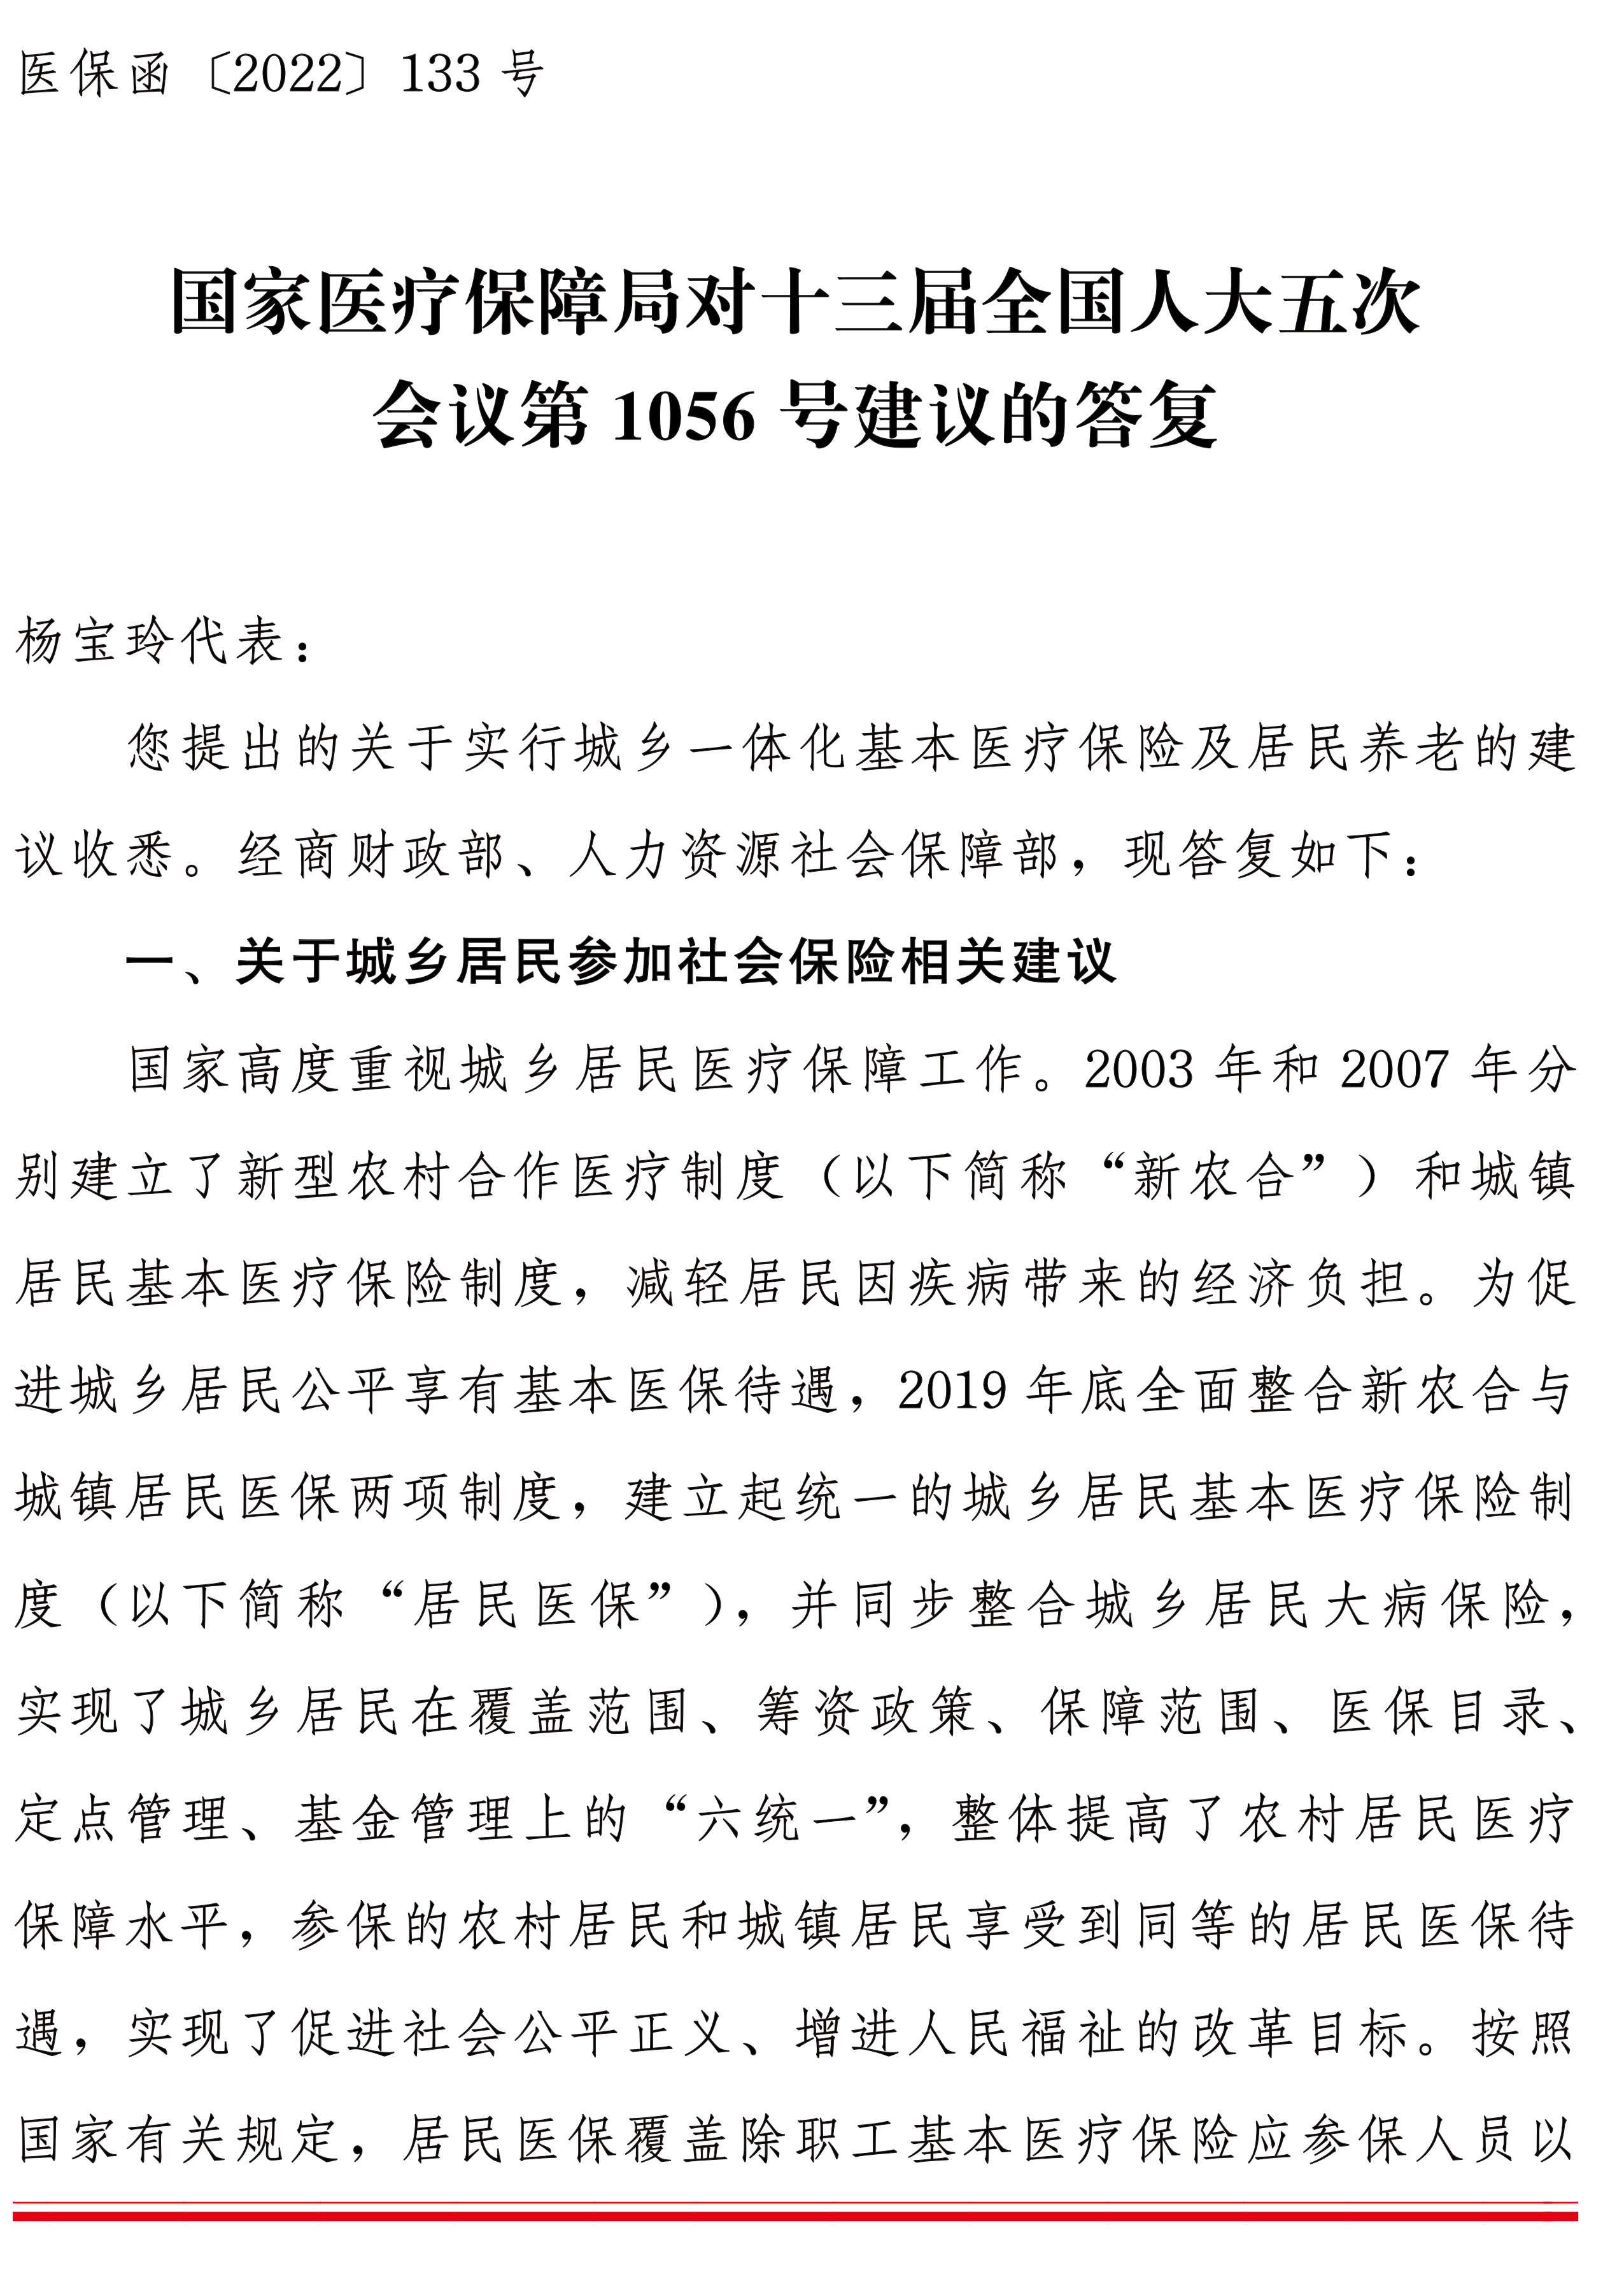 医保函〔2022〕133 号
国家医疗保障局对十三届全国人大五次
会议第 1056 号建议的答复
杨宝玲代表：
您提出的关于实行城乡一体化基本医疗保险及居民养老的建
议收悉。经商财政部、人力资源社会保障部，现答复如下：
一、关于城乡居民参加社会保险相关建议
国家高度重视城乡居民医疗保障工作。2003 年和 2007 年分
别建立了新型农村合作医疗制度（以下简称“新农合”）和城镇
居民基本医疗保险制度，减轻居民因疾病带来的经济负担。为促
进城乡居民公平享有基本医保待遇，2019 年底全面整合新农合与
城镇居民医保两项制度，建立起统一的城乡居民基本医疗保险制
度（以下简称“居民医保”），并同步整合城乡居民大病保险，
实现了城乡居民在覆盖范围、筹资政策、保障范围、医保目录、
定点管理、基金管理上的“六统一”，整体提高了农村居民医疗
保障水平，参保的农村居民和城镇居民享受到同等的居民医保待
遇，实现了促进社会公平正义、增进人民福祉的改革目标。按照
国家有关规定，居民医保覆盖除职工基本医疗保险应参保人员以